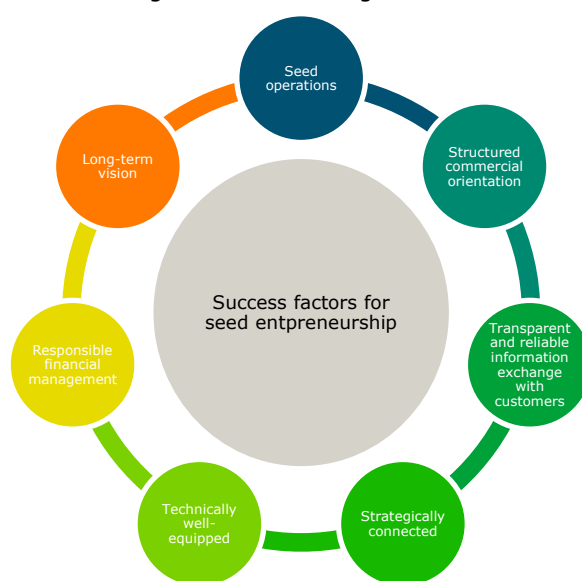 Seed
operations
Structured
commercial
orientation
Transparent
and reliable
information
exchange
with
customers
Strategically
connected
Technically
well-
equipped
Responsible
financial
management
Long-term
vision
Success factors for
seed entpreneurship